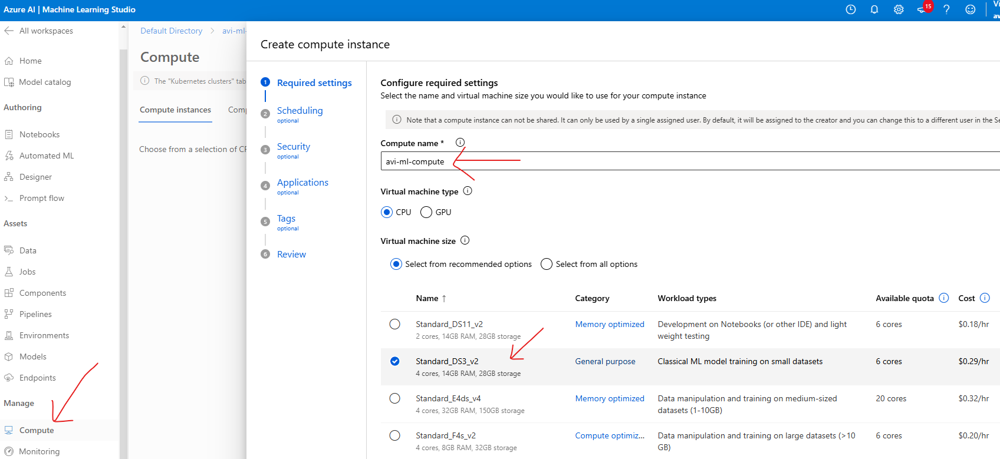 Azure AI | Machine Learning Studio
15
All workspaces
Home
Model catalog
Authoring
Notebooks
Automated ML
Designer
Prompt flow
Assets
Data
Jobs
Components
Pipelines
Environments
Models
Endpoints
Manage
Compute
Monitoring
Default Directory > avi-ml-
Compute
The "Kubernetes clusters" tab
Compute instances
Choose from a selection of
Create compute instance
1 Required settings
2 Scheduling
optional
3 Security
optional
4 Applications
optional
5 Tags
optional
6 Review
Configure required settings
Select the name and virtual machine size you would like to use for your compute instance
Note that a compute instance can not be shared. It can only be used by a single assigned user. By default, it will be assigned to the creator and you can change this to a different user in the
Compute name *
avi-ml-compute
Virtual machine type
CPU GPU
Virtual machine size
Select from recommended options Select from all options
Name ↑ Category Workload types Available quota Cost
Standard_DS11_v2 Memory optimized Development on Notebooks (or other IDE) and light 6 cores $0.18/hr
2 cores, 14GB RAM, 28GB storage weight testing
Standard_DS3_v2 General purpose Classical ML model training on small datasets 6 cores $0.29/hr
4 cores, 14GB RAM, 28GB storage
Standard_E4ds_v4 Memory optimized Data manipulation and training on medium-sized 20 cores $0.32/hr
4 cores, 32GB RAM, 150GB storage datasets (1-10GB)
Standard_F4s_v2 Compute optimiz... Data manipulation and training on large datasets (>10 6 cores $0.20/hr
4 cores, 8GB RAM, 32GB storage GB)